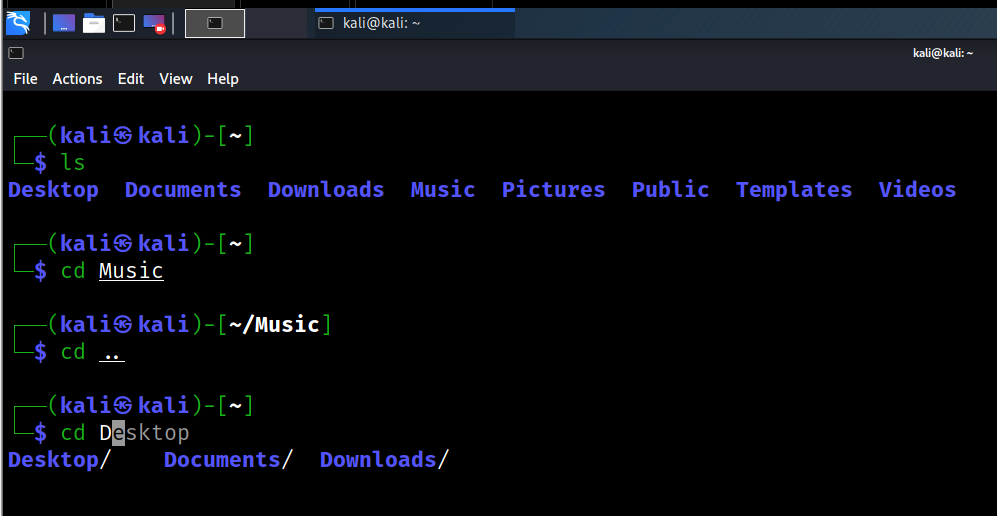 kali@kali: ~
kali@kali: ~
File Actions Edit View Help
┌──(kali㉿kali)-[~]
└─$ ls
Desktop Documents Downloads Music Pictures Public Templates Videos
┌──(kali㉿kali)-[~]
└─$ cd Music
┌──(kali㉿kali)-[~/Music]
└─$ cd ..
┌──(kali㉿kali)-[~]
└─$ cd Desktop
Desktop/ Documents/ Downloads/